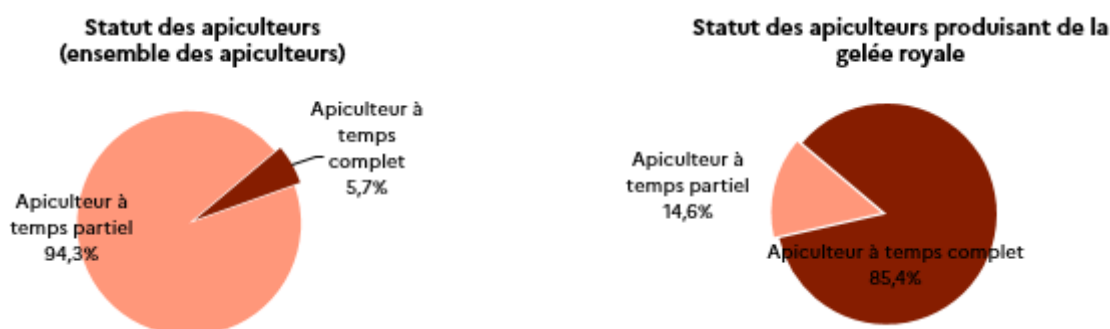 Statut des apiculteurs
(ensemble des apiculteurs)
Apiculteur à
temps
complet
5,7%
Apiculteur à
temps partiel
94,3%
Statut des apiculteurs produisant de la
gelée royale
Apiculteur à
temps partiel
14,6%
Apiculteur à temps complet
85,4%